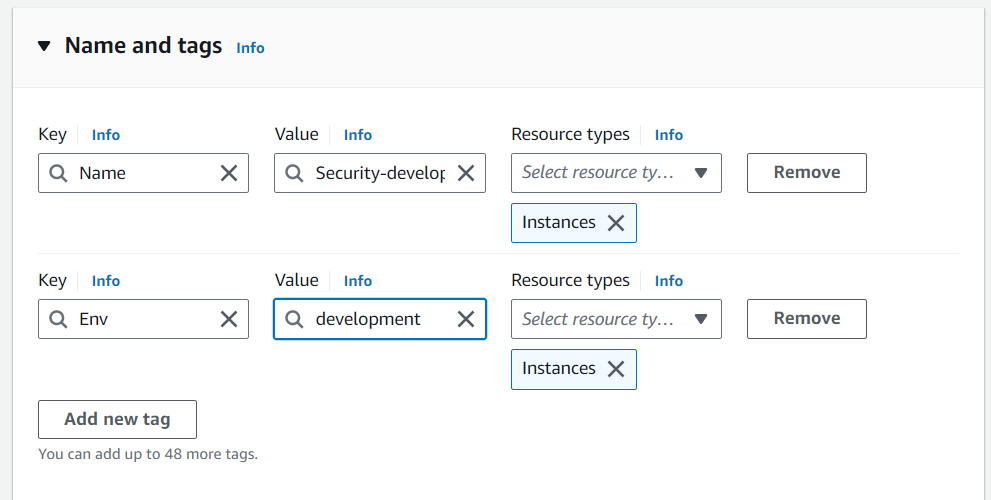 Name and tags Info
Key Info Value Info Resource types Info
Name Security-develop Select resource ty... Remove
Instances
Key Info Value Info Resource types Info
Env development Select resource ty... Remove
Instances
Add new tag
You can add up to 48 more tags.